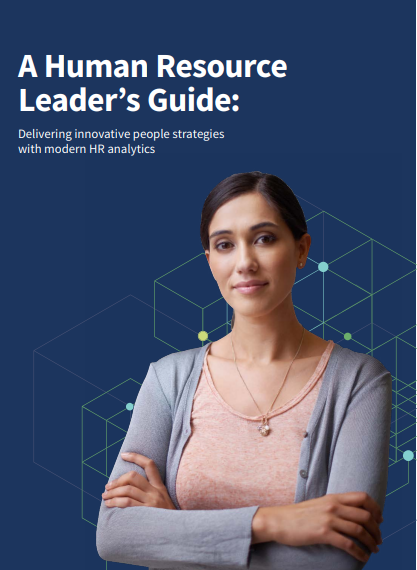 A Human Resource
Leader’s Guide:
Delivering innovative people strategies
with modern HR analytics